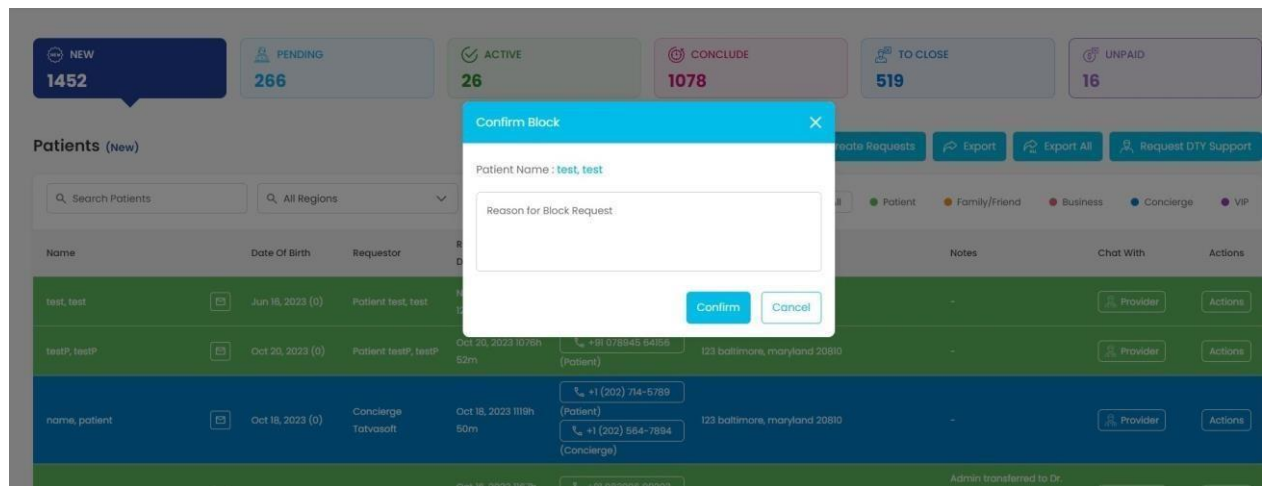 NEW
1452
PENDING
266
ACTIVE
26
CONCLUDE
1078
TO CLOSE
519
UNPAID
16
Confirm Block
Patients (New)
Requests Export Export All Request DTY Support
Patient Name : test, test
Search Patients All Regions Patient Family/Friend Business Concierge VIP
Reason for Block Request
Name Date Of Birth Requestor Notes Chat With Actions
test, test Jun 16, 2023 (0) Patient test, test - Provider Actions
Confirm Cancel
testP, testP Oct 20, 2023 (0) Patient testP, testP Oct 20, 2023 1076h 52m +91 078945 64156 (Patient) 123 baltimore, maryland 20810 - Provider Actions
name, patient Oct 18, 2023 (0) Concierge Tatvasoft Oct 18, 2023 1119h 50m +1 (202) 714-5789 (Patient) +1 (202) 564-7894 (Concierge) 123 baltimore, maryland 20810 - Provider Actions
Admin transferred to Dr.